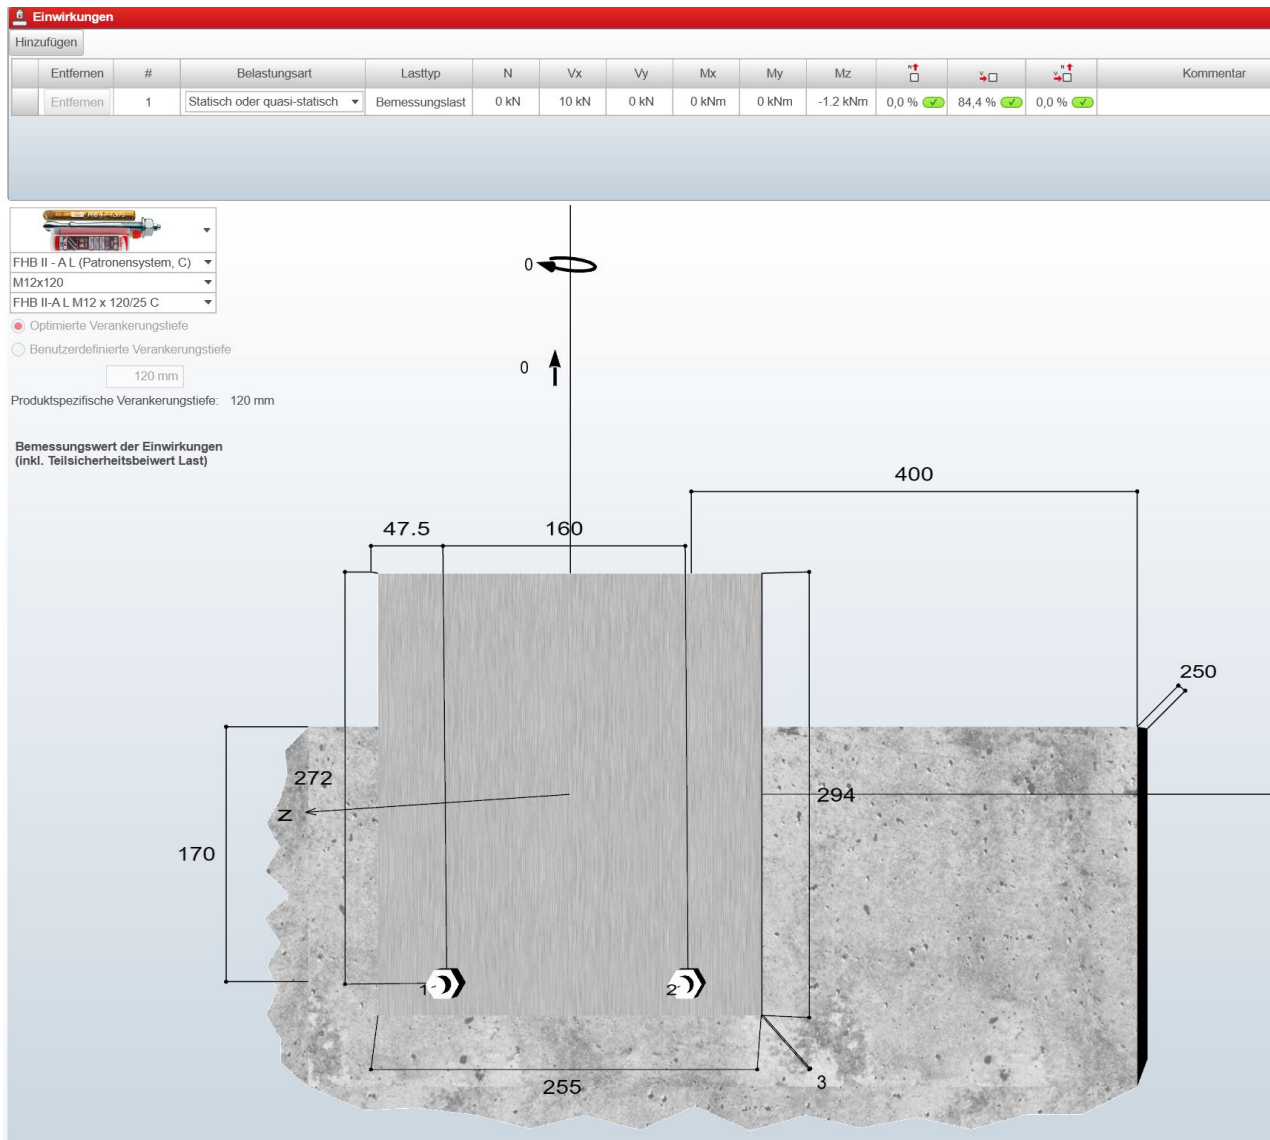 Einwirkungen
Hinzufügen
Entfernen # Belastungsart Lasttyp N Vx Vy Mx My Mz N V V N Kommentar
Entfernen 1 Statisch oder quasi-statisch Bemessungslast 0 kN 10 kN 0 kN 0 kNm 0 kNm -1.2 kNm 0,0 % 84,4 % 0,0 %
FHB II - A L (Patronensystem, C)
M12x120
FHB II-A L M12 x 120/25 C
Optimierte Verankerungstiefe
Benutzerdefinierte Verankerungstiefe
120 mm
Produktspezifische Verankerungstiefe: 120 mm
Bemessungswert der Einwirkungen
(inkl. Teilsicherheitsbeiwert Last)
0
0
400
47.5 160
250
272
294
Z
170
1 2
255
3